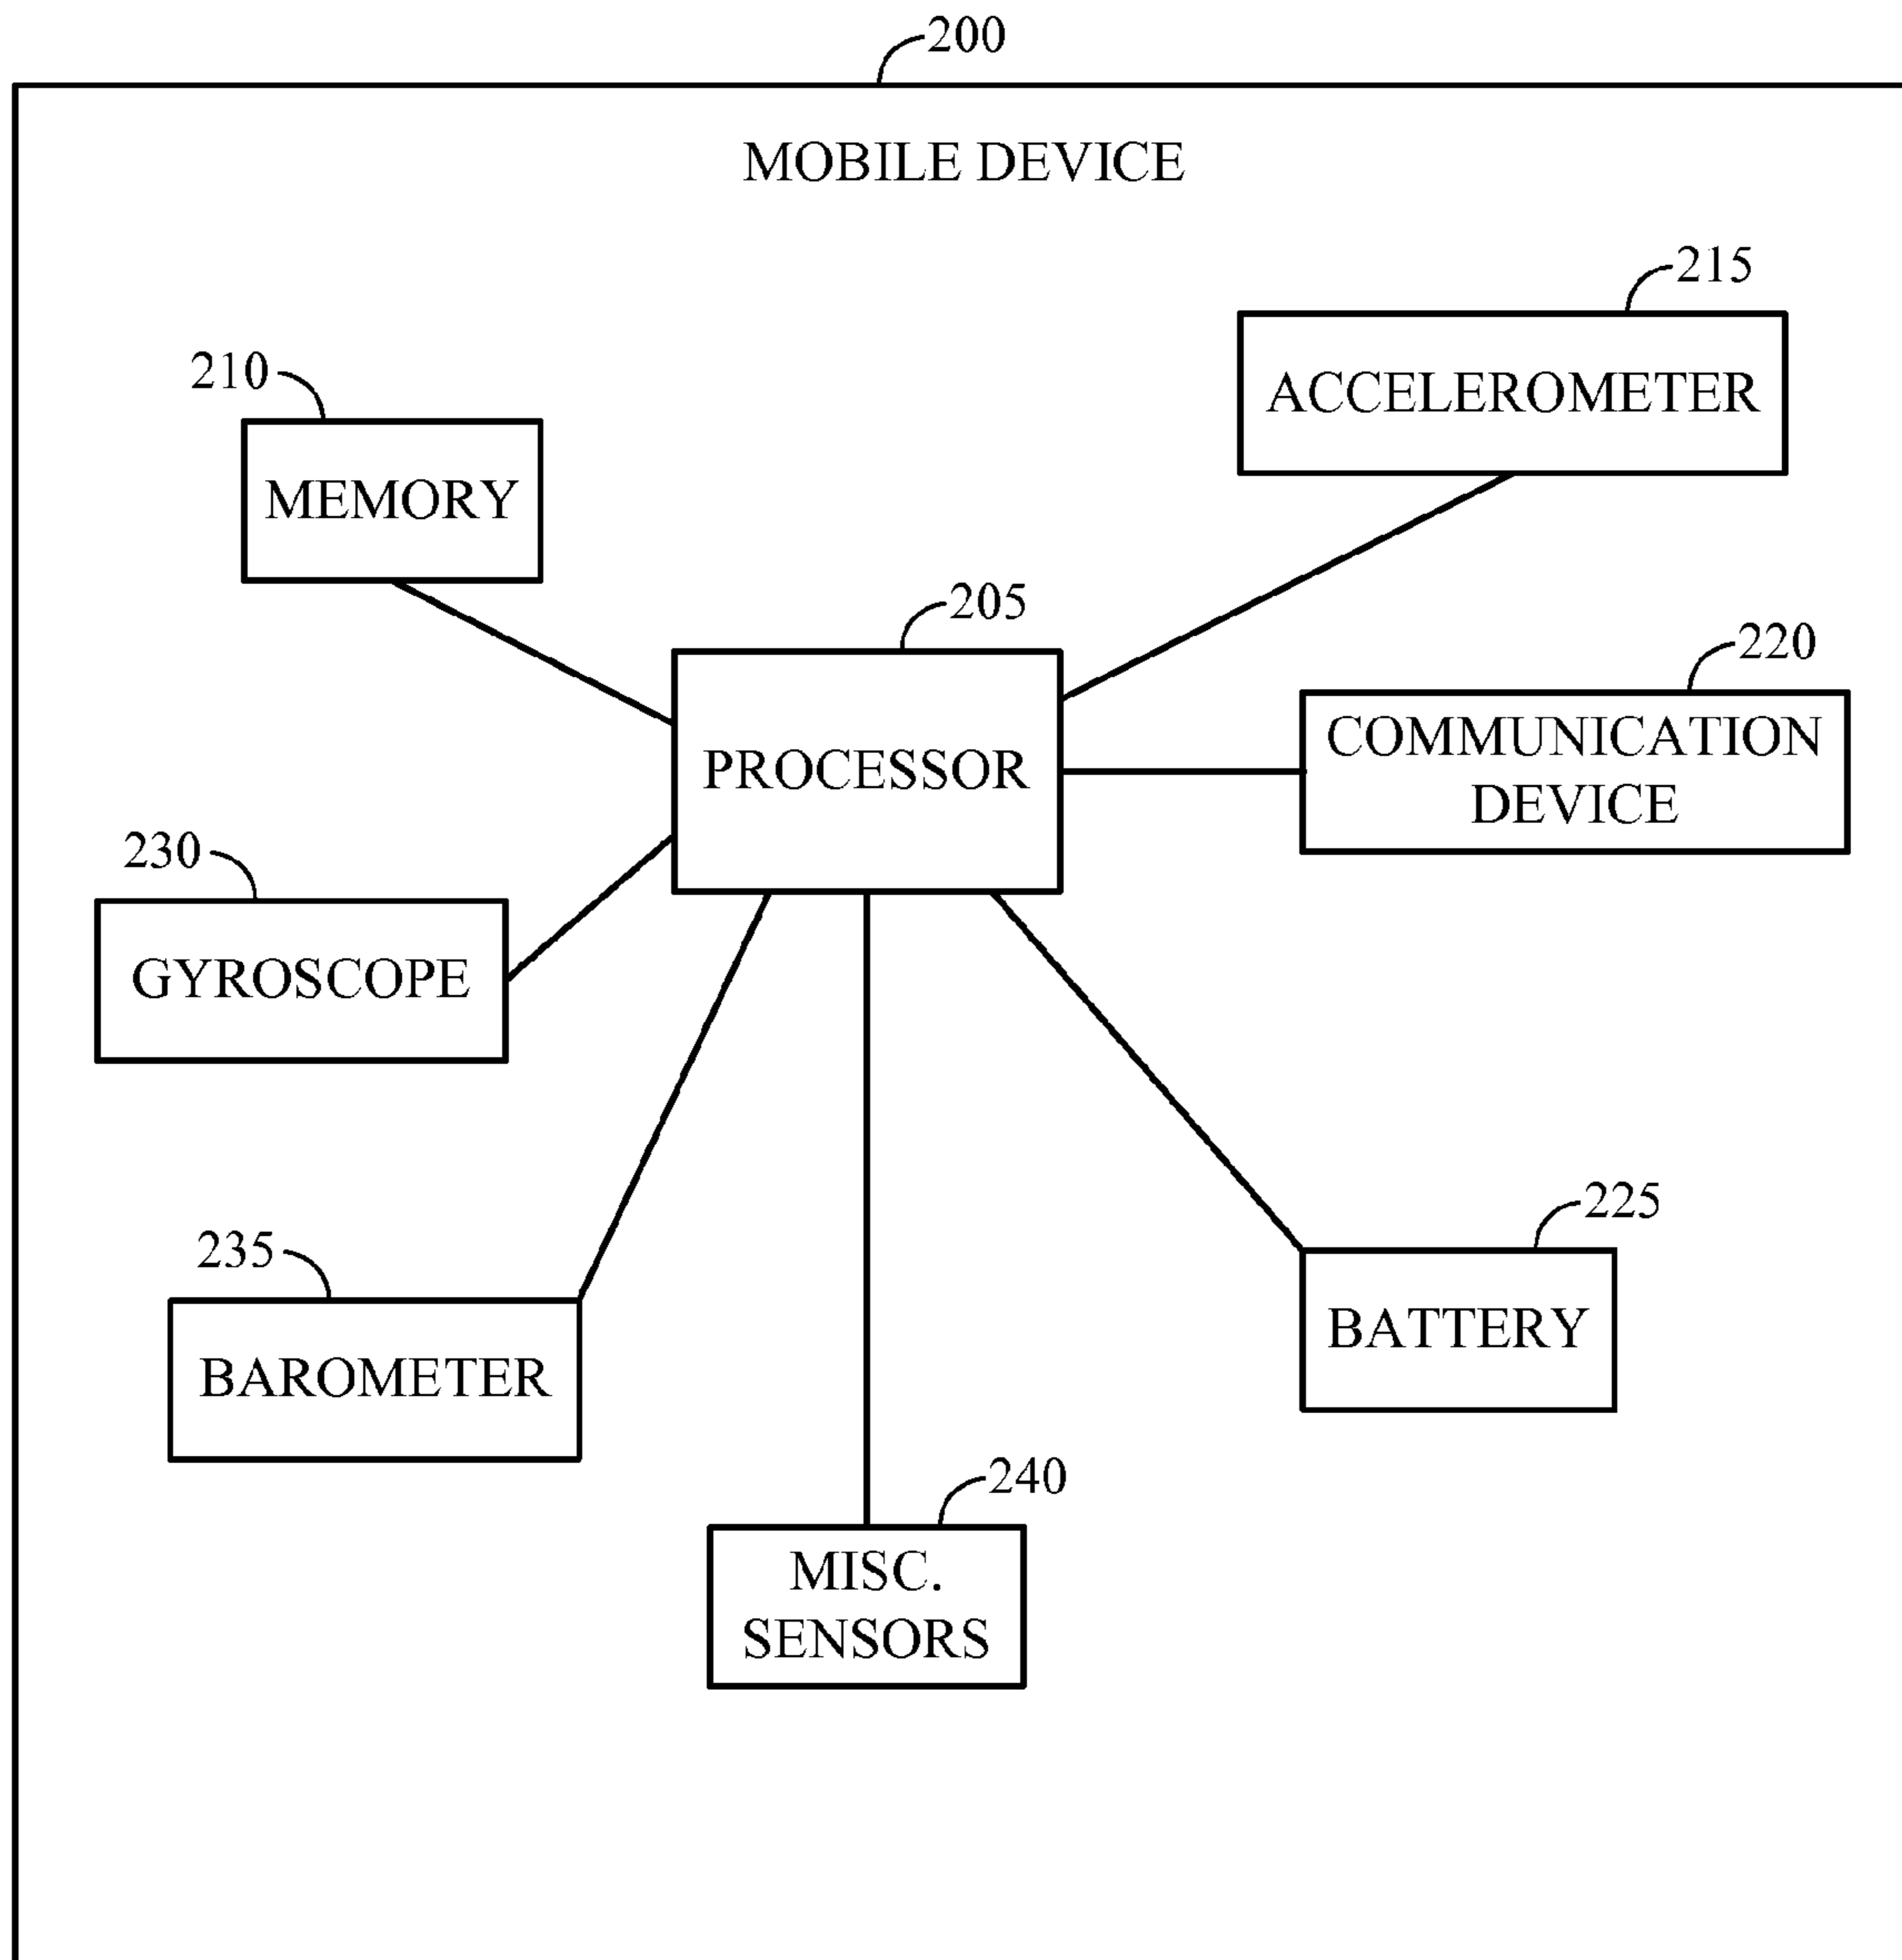 200
MOBILE DEVICE
215
ACCELEROMETER
210
MEMORY
205
PROCESSOR
220
COMMUNICATION
DEVICE
230
GYROSCOPE
225
BATTERY
235
BAROMETER
240
MISC.
SENSORS